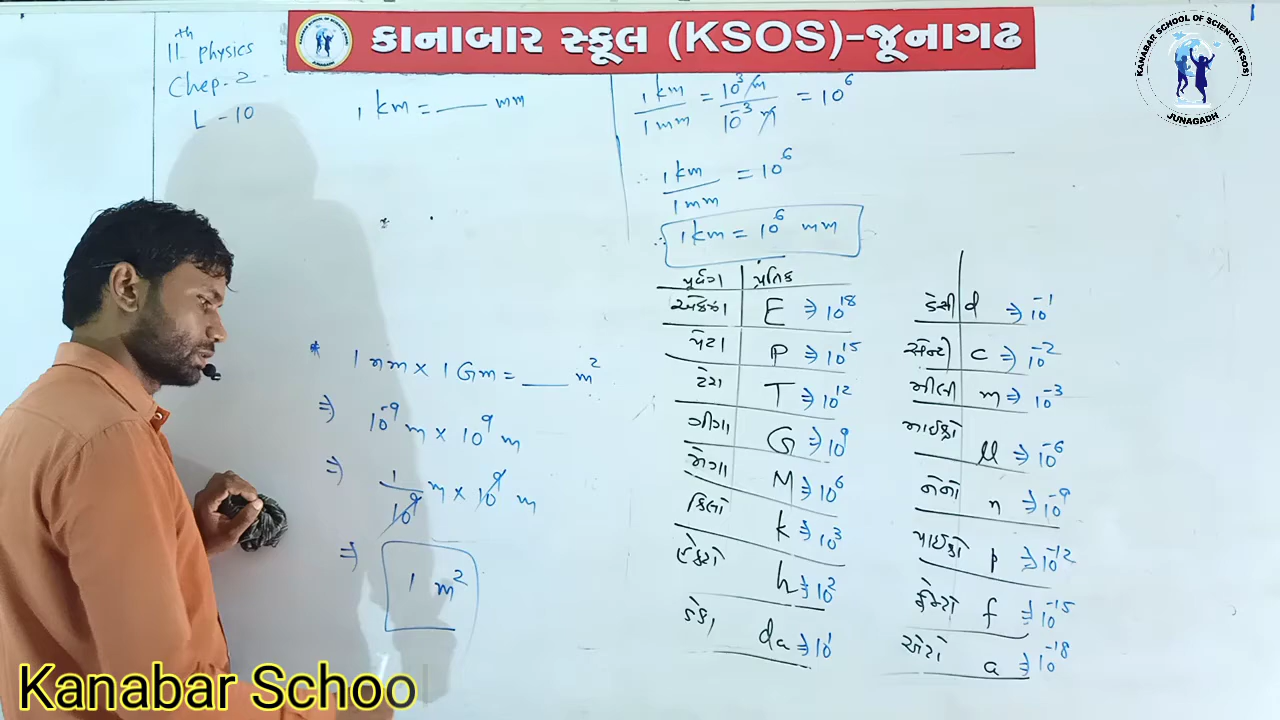 કાનાબાર સ્કૂલ (KSOS)-જૂનાગઢ
KANABAR SCHOOL OF SCIENCE (KSOS)
JUNAGADH
11th Physics
Chep-2
L-10
1 km = ___ mm
1 km / 1 mm = 10³ m / 10⁻³ m = 10⁶
∴ 1 km / 1 mm = 10⁶
∴ 1 km = 10⁶ mm
* 1 nm × 1 Gm = ___ m²
⇒ 10⁻⁹ m × 10⁹ m
⇒ 1/10⁹ m × 10⁹ m
⇒ 1 m²
પૂર્વગ પ્રતિક
એક્ઝા E ⇒ 10¹⁸
પેટા P ⇒ 10¹⁵
ટેરા T ⇒ 10¹²
ગીગા G ⇒ 10⁹
મેગા M ⇒ 10⁶
કિલો k ⇒ 10³
હેક્ટો h ⇒ 10²
ડેકા da ⇒ 10¹
ડેસી d ⇒ 10⁻¹
સેન્ટી c ⇒ 10⁻²
મીલી m ⇒ 10⁻³
માઈક્રો μ ⇒ 10⁻⁶
નેનો n ⇒ 10⁻⁹
પાઈકો p ⇒ 10⁻¹²
ફેમ્ટો f ⇒ 10⁻¹⁵
એટો a ⇒ 10⁻¹⁸
Kanabar Schoo